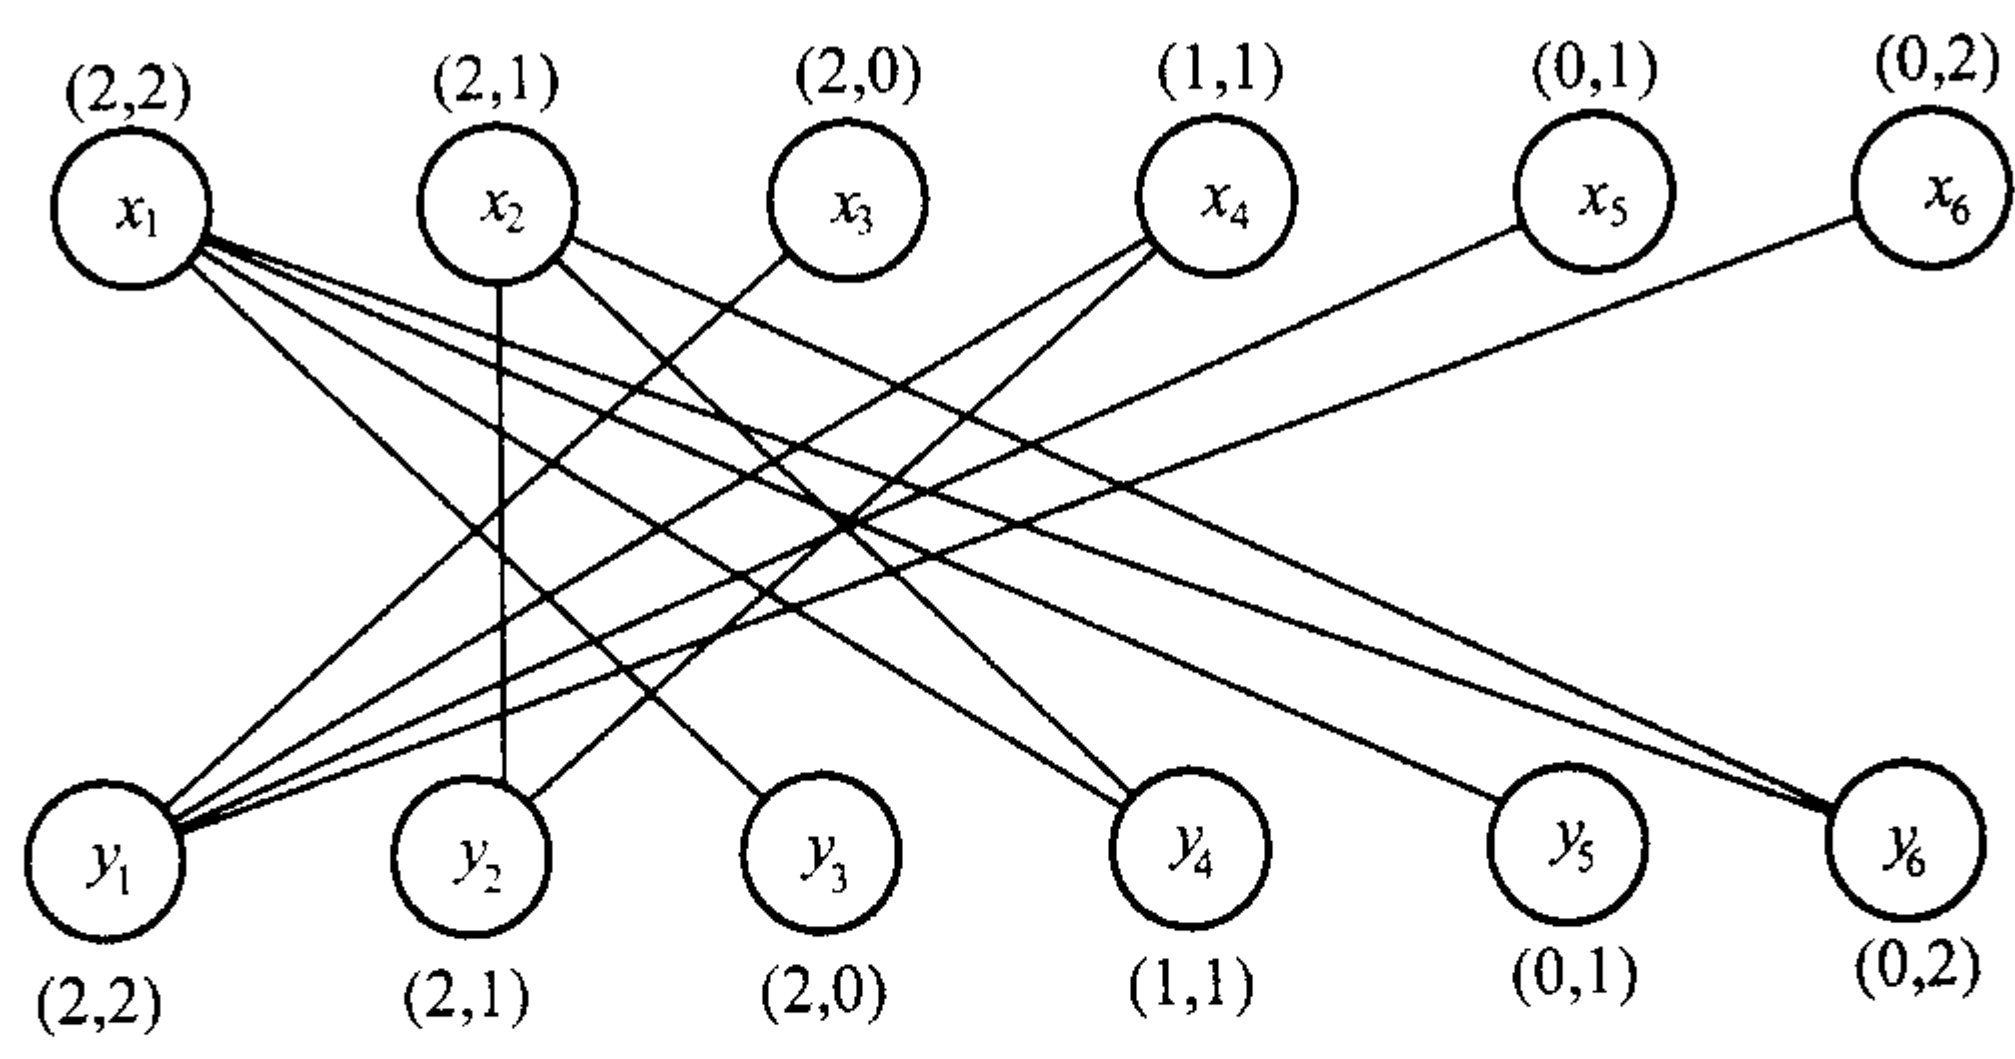 (2,2) (2,1) (2,0) (1,1) (0,1) (0,2)
x₁ x₂ x₃ x₄ x₅ x₆
y₁ y₂ y₃ y₄ y₅ y₆
(2,2) (2,1) (2,0) (1,1) (0,1) (0,2)